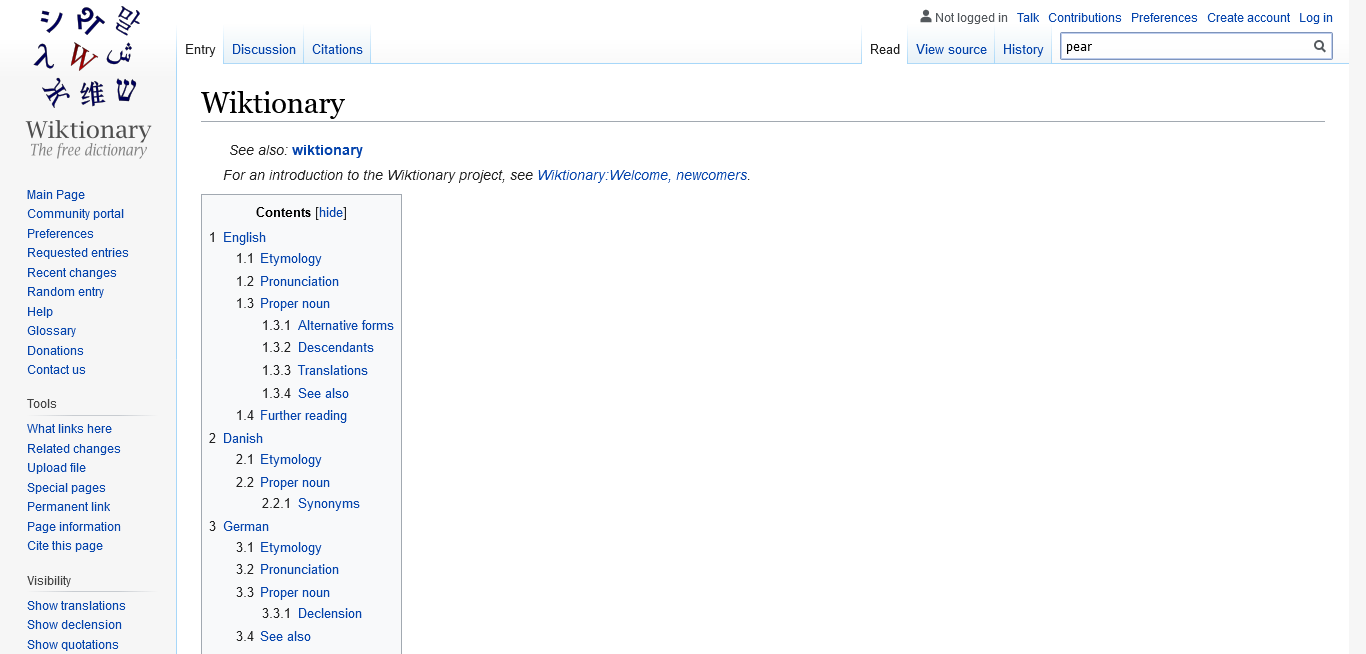 Not logged in Talk Contributions Preferences Create account Log in
Entry Discussion Citations Read View source History pear
Wiktionary
The free dictionary
Main Page
Community portal
Preferences
Requested entries
Recent changes
Random entry
Help
Glossary
Donations
Contact us
Tools
What links here
Related changes
Upload file
Special pages
Permanent link
Page information
Cite this page
Visibility
Show translations
Show declension
Show quotations
Wiktionary
See also: wiktionary
For an introduction to the Wiktionary project, see Wiktionary:Welcome, newcomers.
Contents [hide]
1 English
1.1 Etymology
1.2 Pronunciation
1.3 Proper noun
1.3.1 Alternative forms
1.3.2 Descendants
1.3.3 Translations
1.3.4 See also
1.4 Further reading
2 Danish
2.1 Etymology
2.2 Proper noun
2.2.1 Synonyms
3 German
3.1 Etymology
3.2 Pronunciation
3.3 Proper noun
3.3.1 Declension
3.4 See also